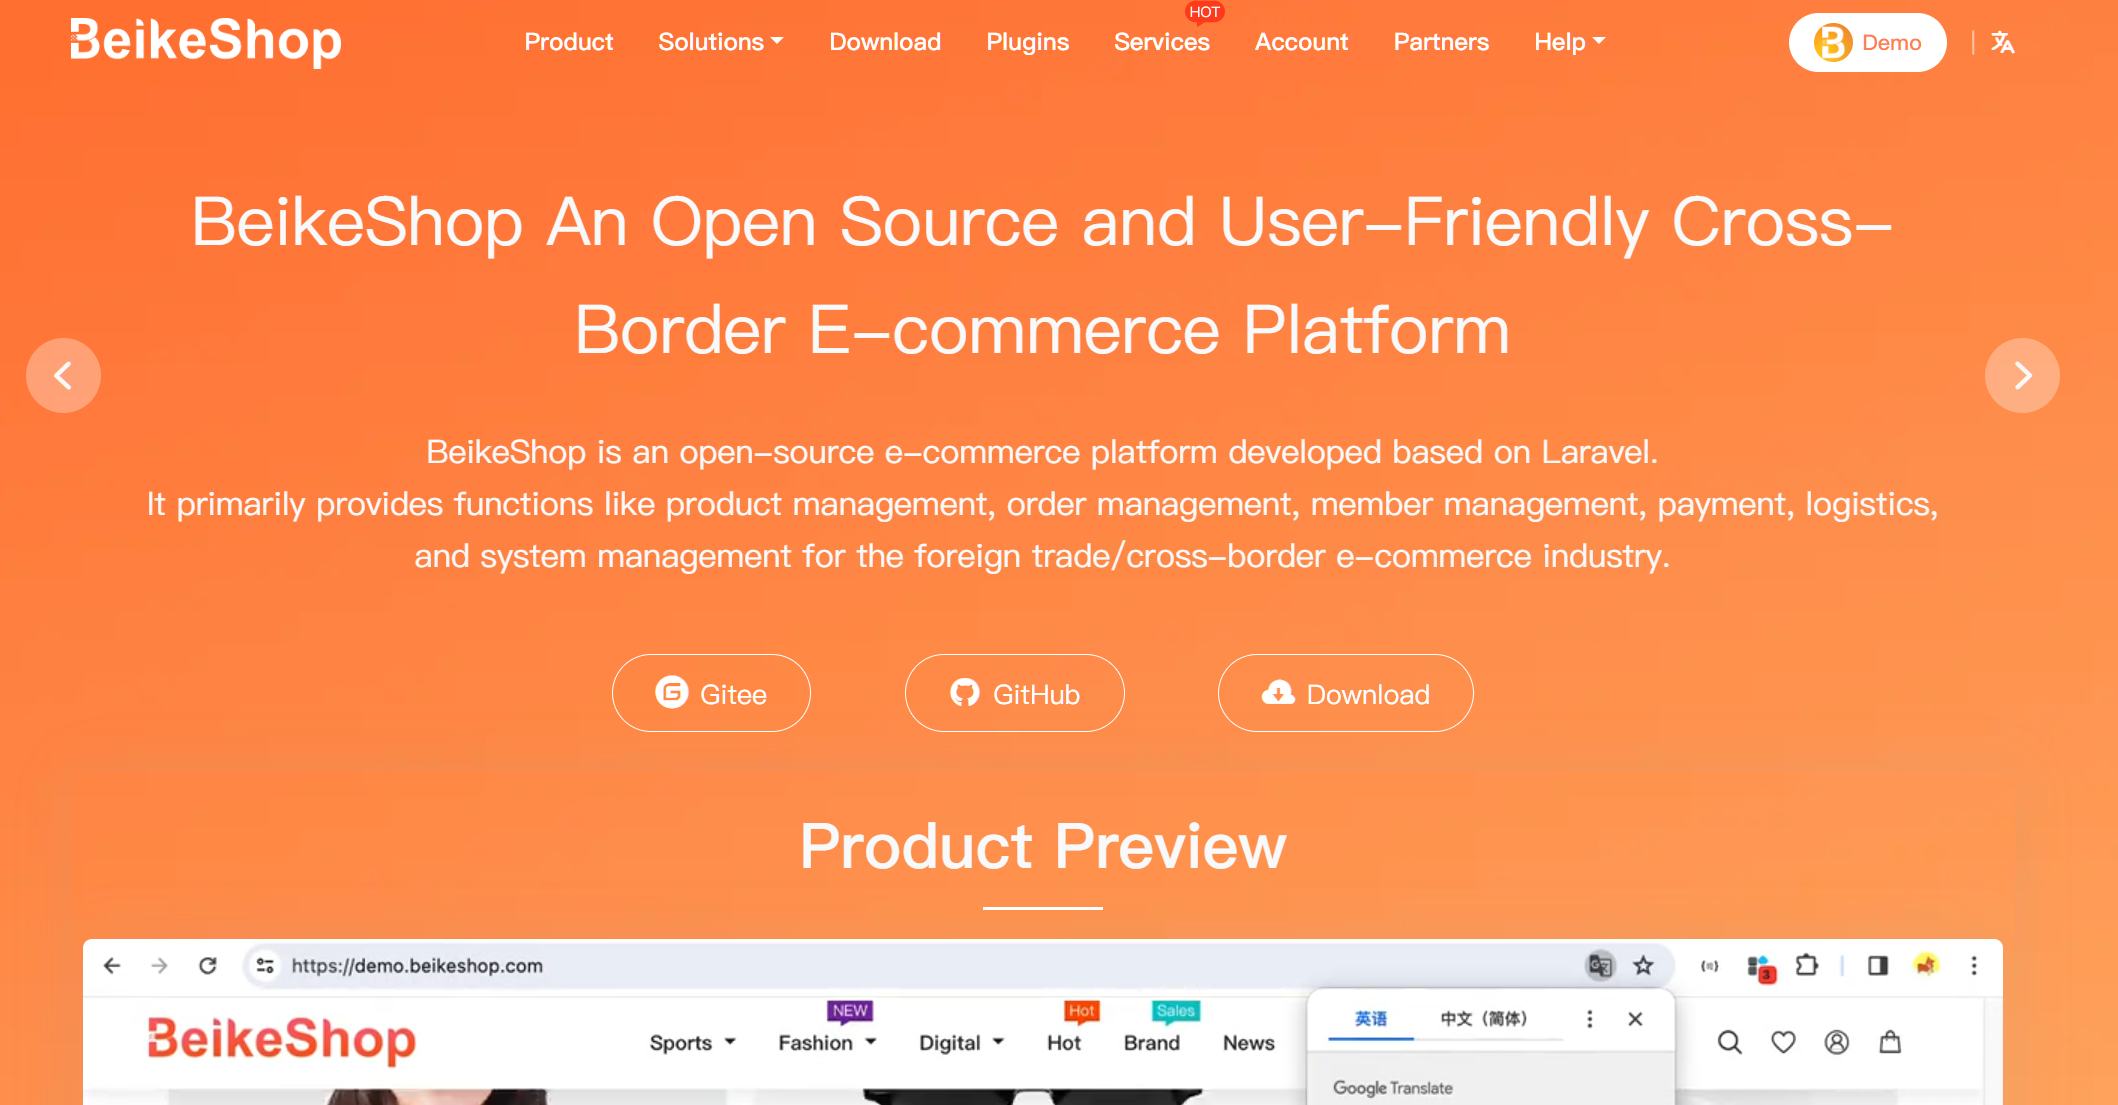 BeikeShop
Product
Solutions
Download
Plugins
HOT
Services
Account
Partners
Help
Demo
BeikeShop An Open Source and User-Friendly Cross-
Border E-commerce Platform
BeikeShop is an open-source e-commerce platform developed based on Laravel.
It primarily provides functions like product management, order management, member management, payment, logistics,
and system management for the foreign trade/cross-border e-commerce industry.
Gitee
GitHub
Download
Product Preview
https://demo.beikeshop.com
3
BeikeShop
Sports
NEW
Fashion
Digital
Hot
Hot
Sales
Brand
News
英语
中文（简体）
Google Translate